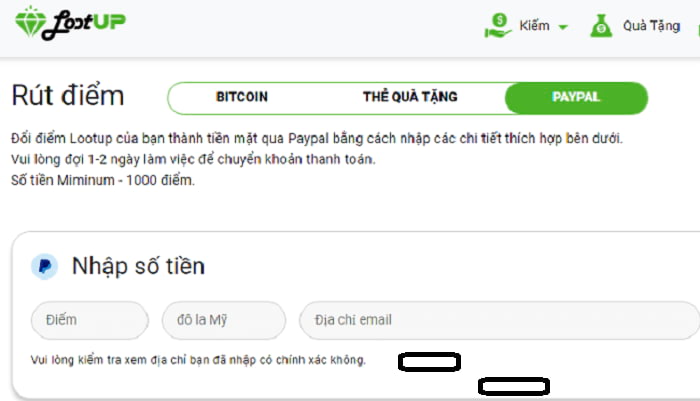 LootUP
Kiếm
Quà Tặng
Rút điểm
BITCOIN
THẺ QUÀ TẶNG
PAYPAL
Đổi điểm Lootup của bạn thành tiền mặt qua Paypal bằng cách nhập các chi tiết thích hợp bên dưới.
Vui lòng đợi 1-2 ngày làm việc để chuyển khoản thanh toán.
Số tiền Miminum - 1000 điểm.
Nhập số tiền
Điểm
đô la Mỹ
Địa chỉ email
Vui lòng kiểm tra xem địa chỉ bạn đã nhập có chính xác không.